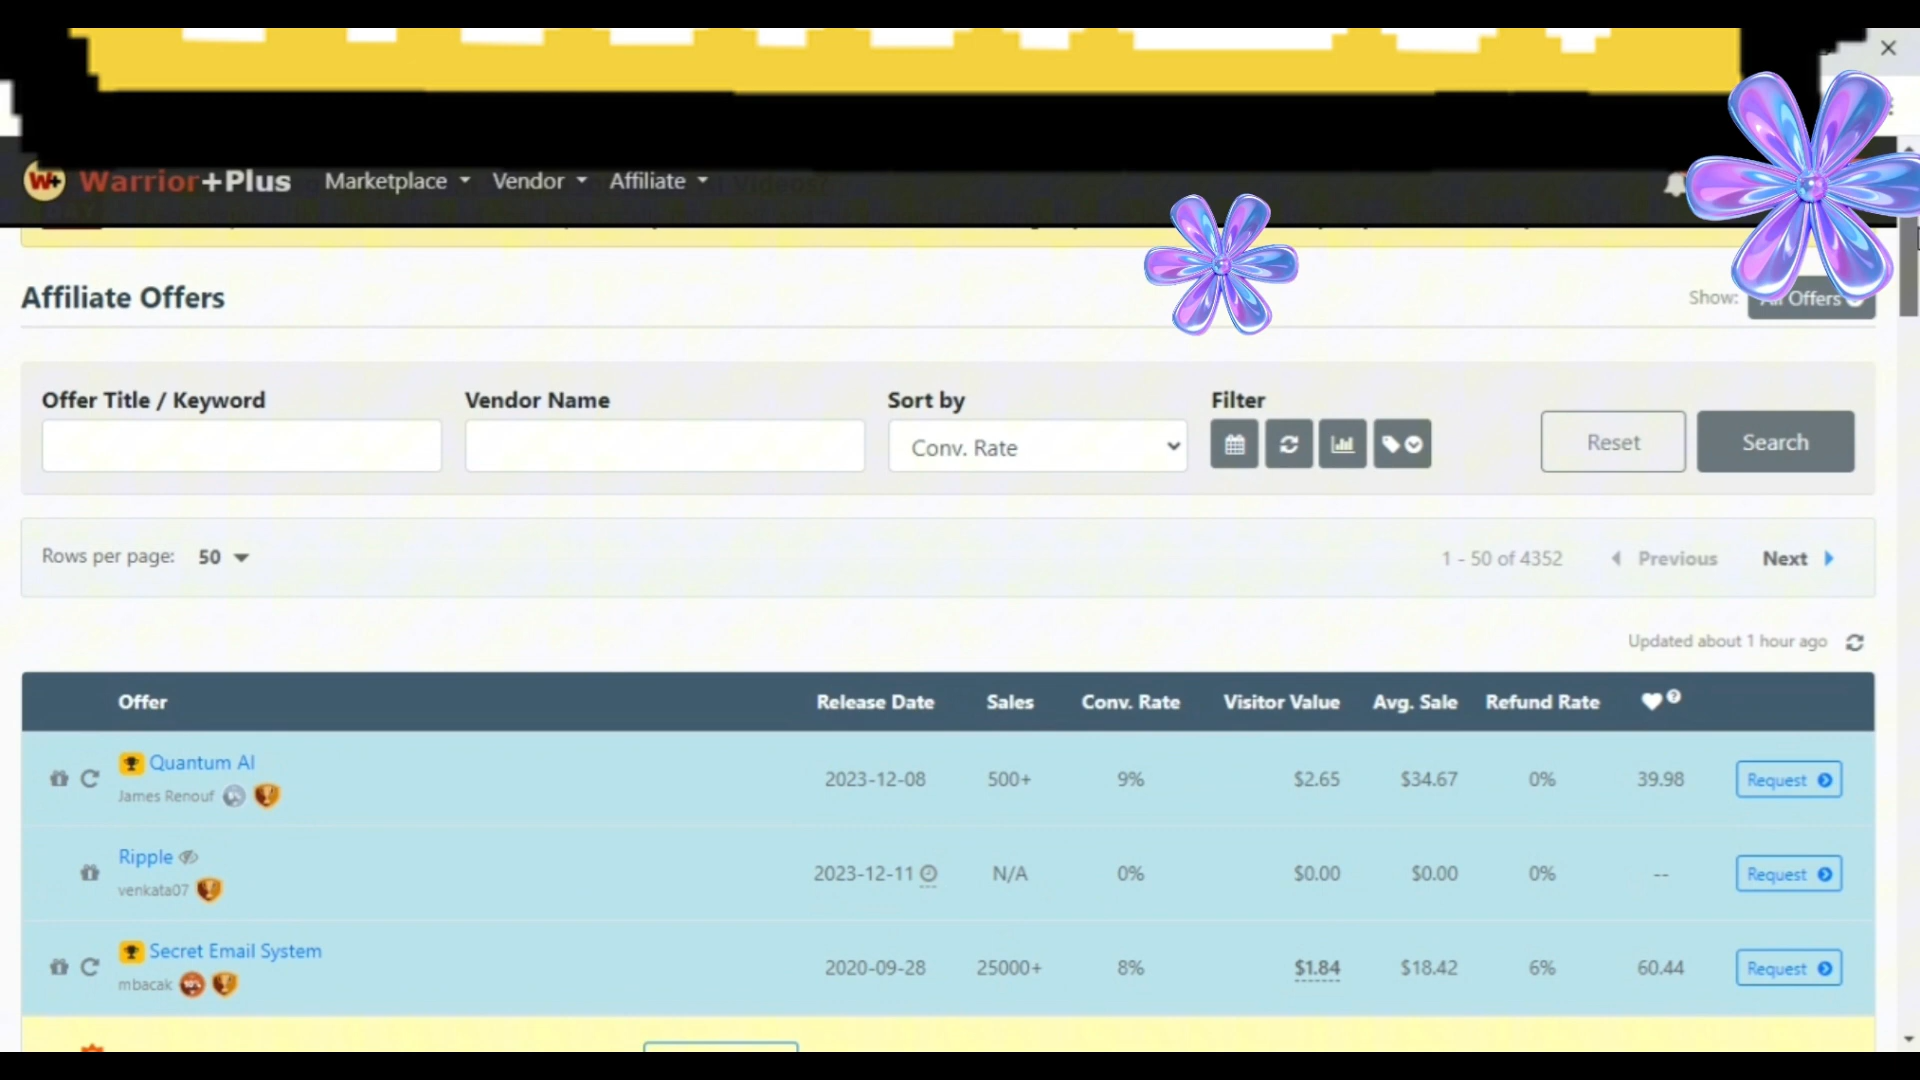 Warrior+Plus Marketplace Vendor Affiliate
Affiliate Offers
Show: All Offers
Offer Title / Keyword Vendor Name Sort by Filter
Conv. Rate
Reset Search
Rows per page: 50
1 - 50 of 4352 Previous Next
Updated about 1 hour ago
Offer Release Date Sales Conv. Rate Visitor Value Avg. Sale Refund Rate
Quantum AI
James Renouf
2023-12-08 500+ 9% $2.65 $34.67 0% 39.98 Request
Ripple
venkata07
2023-12-11 N/A 0% $0.00 $0.00 0% -- Request
Secret Email System
mbacak
2020-09-28 25000+ 8% $1.84 $18.42 6% 60.44 Request